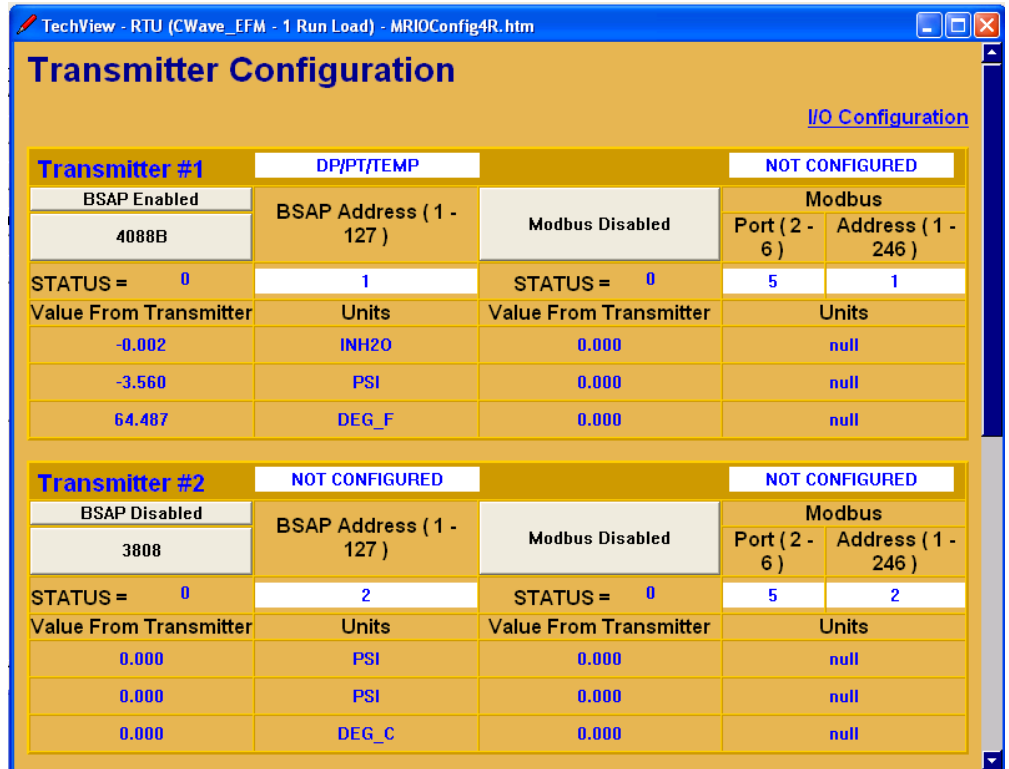 TechView - RTU (CWave_EFM - 1 Run Load) - MRIOConfig4R.htm
Transmitter Configuration
I/O Configuration
Transmitter #1 DP/PT/TEMP NOT CONFIGURED
BSAP Enabled
4088B
BSAP Address ( 1 -
127 )
Modbus Disabled
Modbus
Port ( 2 -
6 )
Address ( 1 -
246 )
STATUS = 0 1 STATUS = 0 5 1
Value From Transmitter Units Value From Transmitter Units
-0.002 INH2O 0.000 null
-3.560 PSI 0.000 null
64.487 DEG_F 0.000 null
Transmitter #2 NOT CONFIGURED NOT CONFIGURED
BSAP Disabled
3808
BSAP Address ( 1 -
127 )
Modbus Disabled
Modbus
Port ( 2 -
6 )
Address ( 1 -
246 )
STATUS = 0 2 STATUS = 0 5 2
Value From Transmitter Units Value From Transmitter Units
0.000 PSI 0.000 null
0.000 PSI 0.000 null
0.000 DEG_C 0.000 null